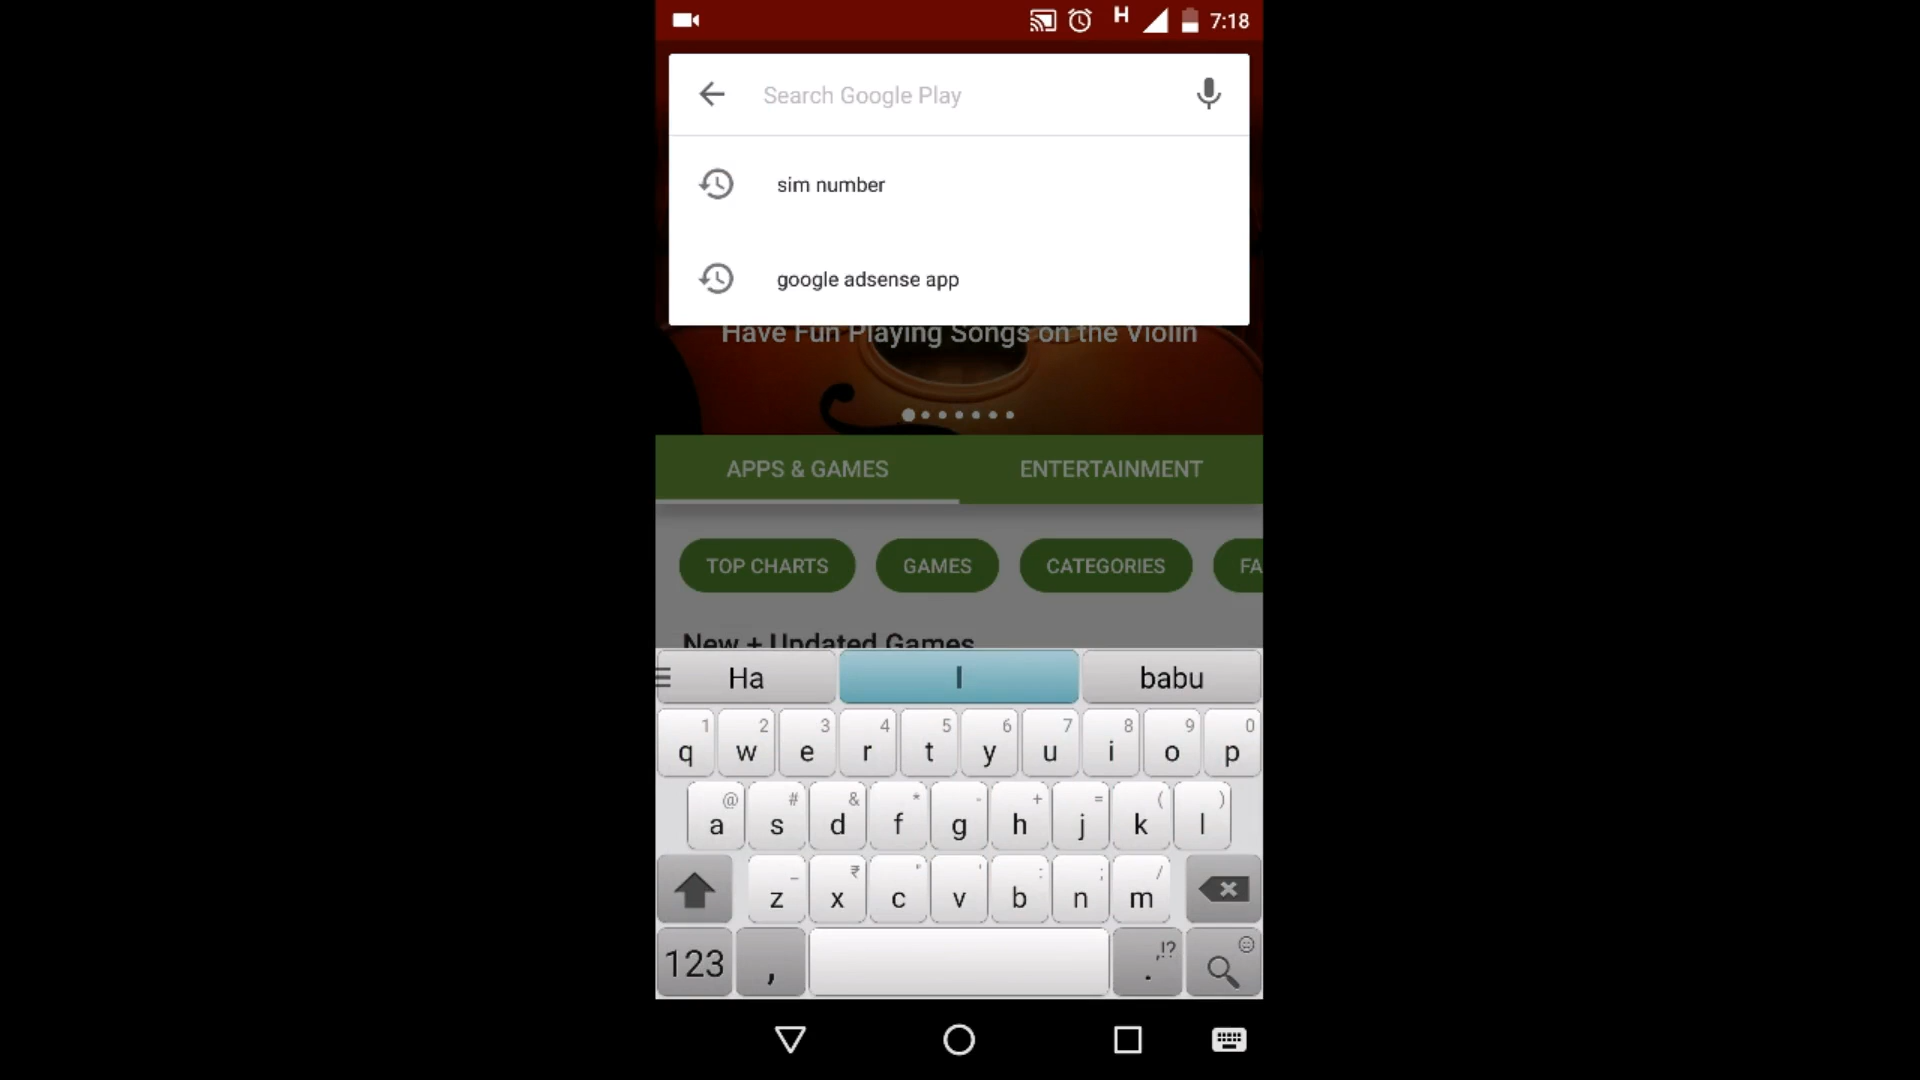 H 7:18
Search Google Play
sim number
google adsense app
Have Fun Playing Songs on the Violin
APPS & GAMES ENTERTAINMENT
TOP CHARTS GAMES CATEGORIES FA
New + Updated Games
Ha I babu
1 2 3 4 5 6 7 8 9 0
q w e r t y u i o p
@ # & * - + = ( )
a s d f g h j k l
_ ₹ " ' : ; /
z x c v b n m
123 , . ,!?